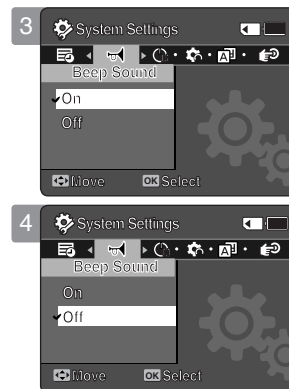 3
System Settings
Beep Sound
On
Off
Move OK Select
4
System Settings
Beep Sound
On
Off
Move OK Select